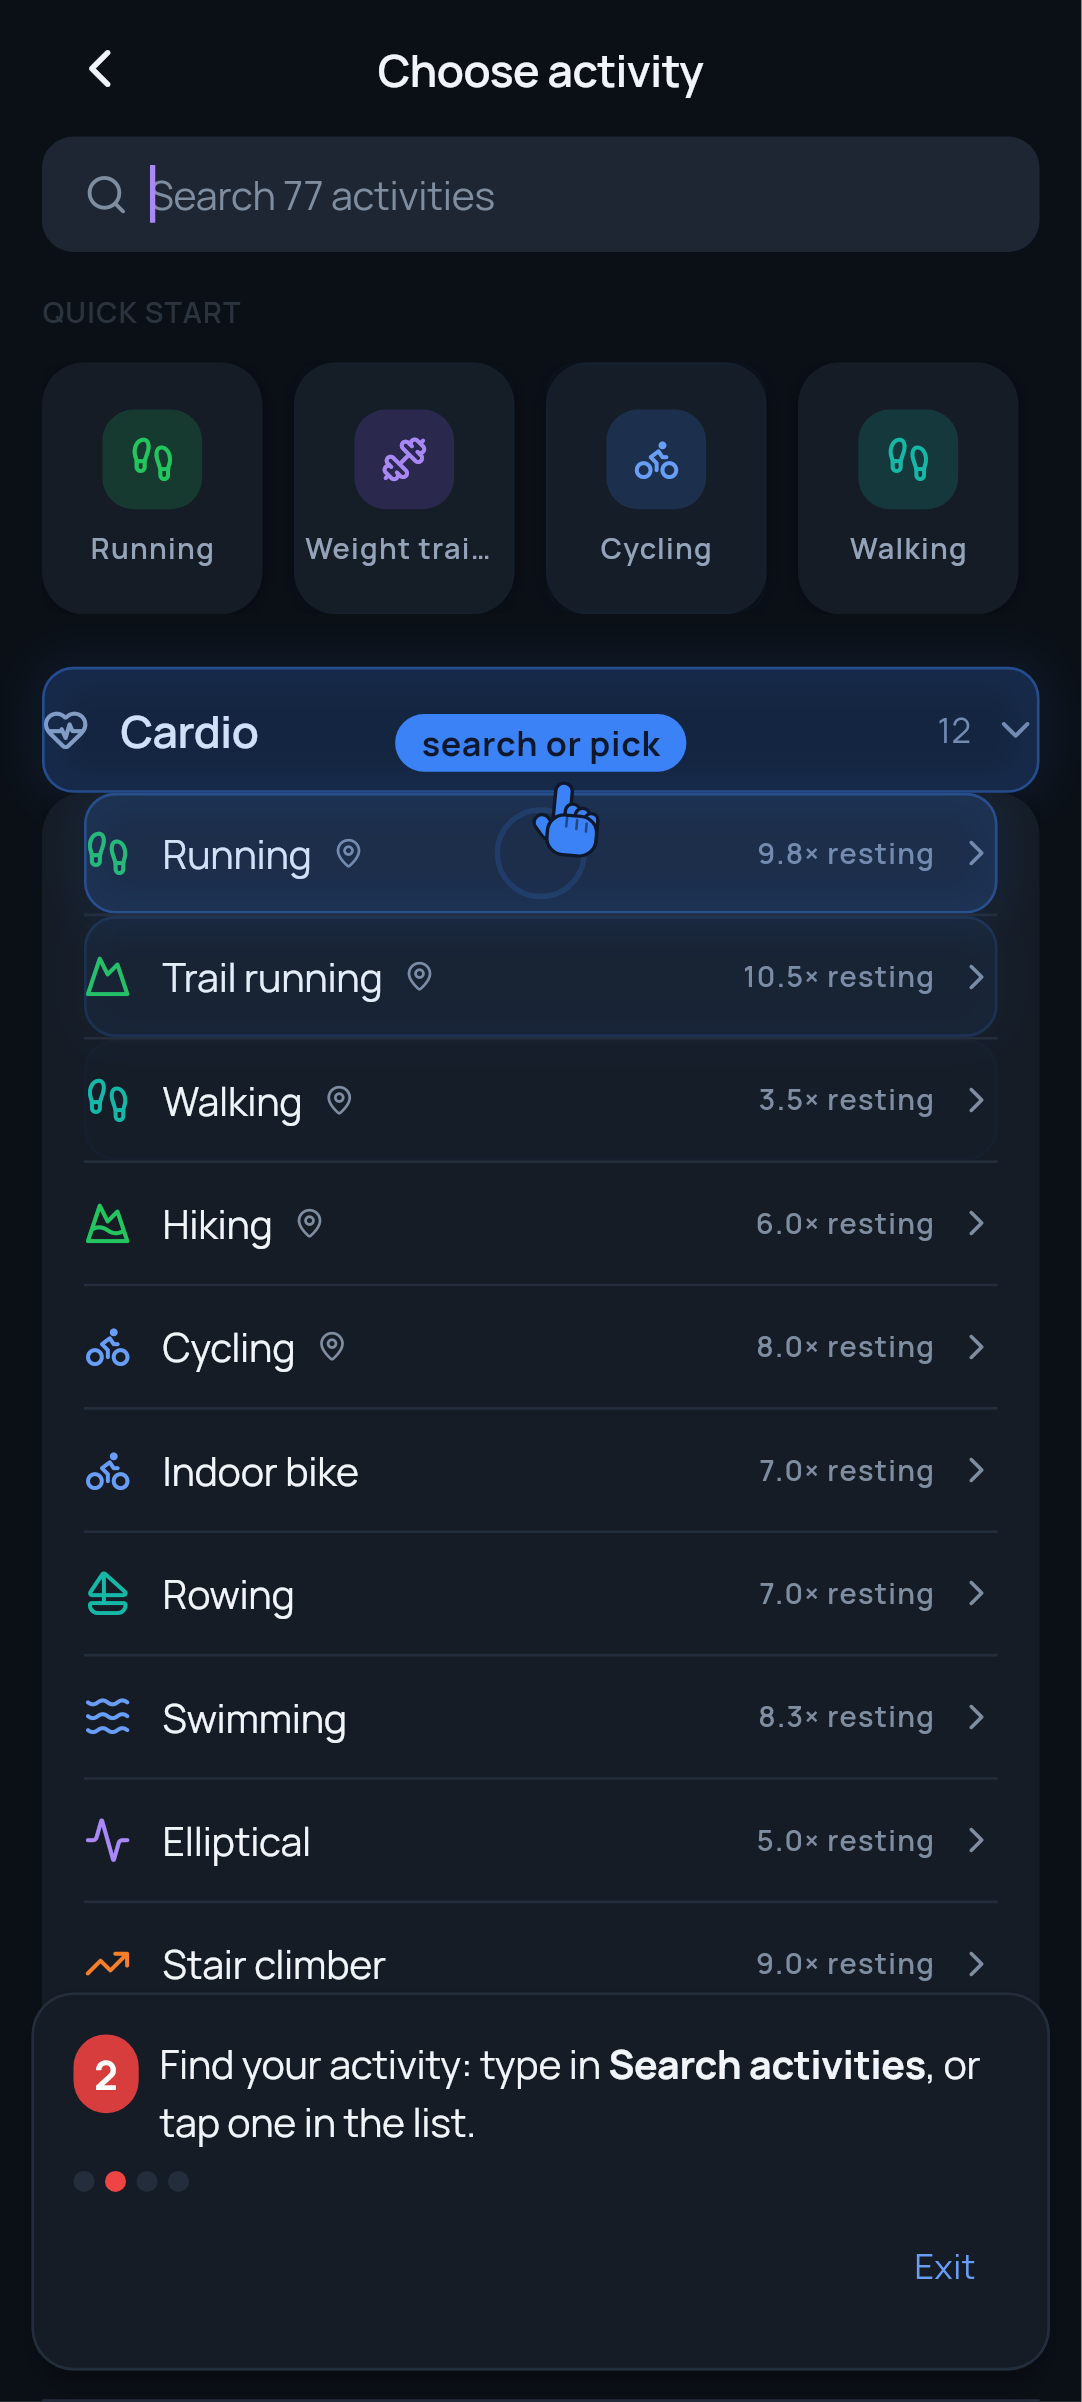 Choose activity
Search 77 activities
QUICK START
Running
Weight trai...
Cycling
Walking
Cardio
search or pick
12
Running
9.8× resting
Trail running
10.5× resting
Walking
3.5× resting
Hiking
6.0× resting
Cycling
8.0× resting
Indoor bike
7.0× resting
Rowing
7.0× resting
Swimming
8.3× resting
Elliptical
5.0× resting
Stair climber
9.0× resting
2
Find your activity: type in Search activities, or
tap one in the list.
Exit